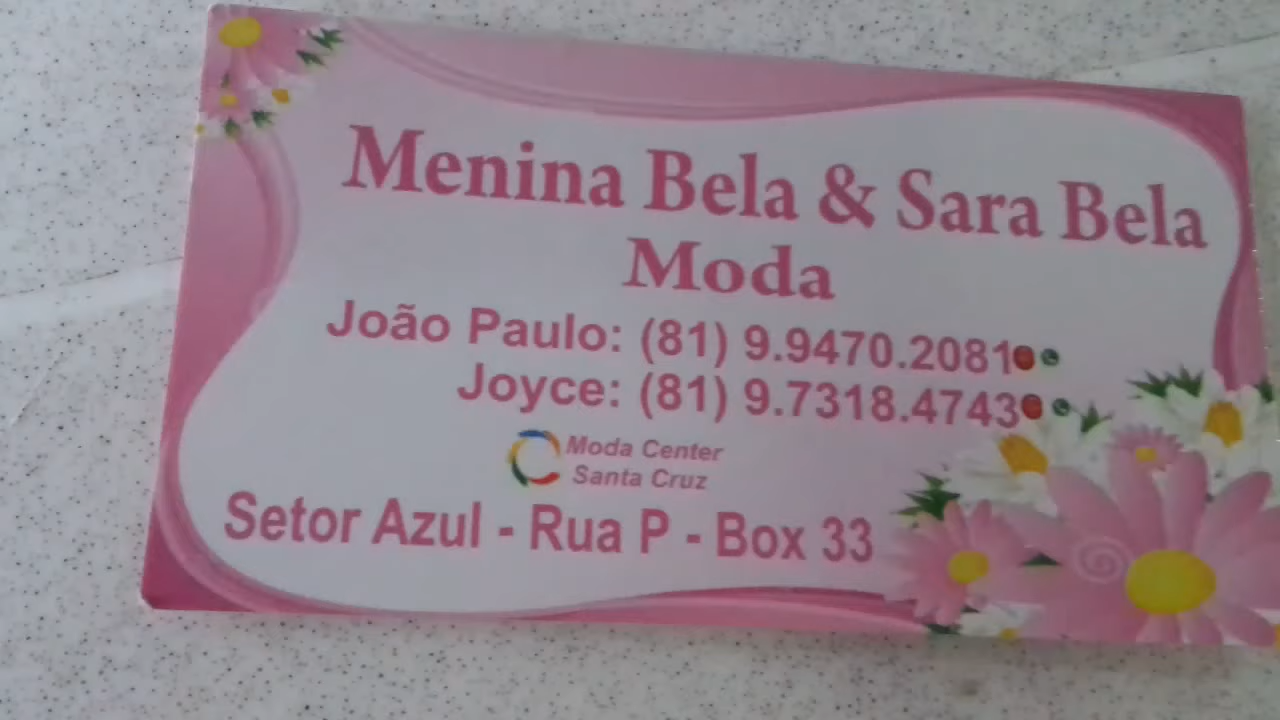 Menina Bela & Sara Bela
Moda
João Paulo: (81) 9.9470.2081
Joyce: (81) 9.7318.4743
Moda Center
Santa Cruz
Setor Azul - Rua P - Box 33